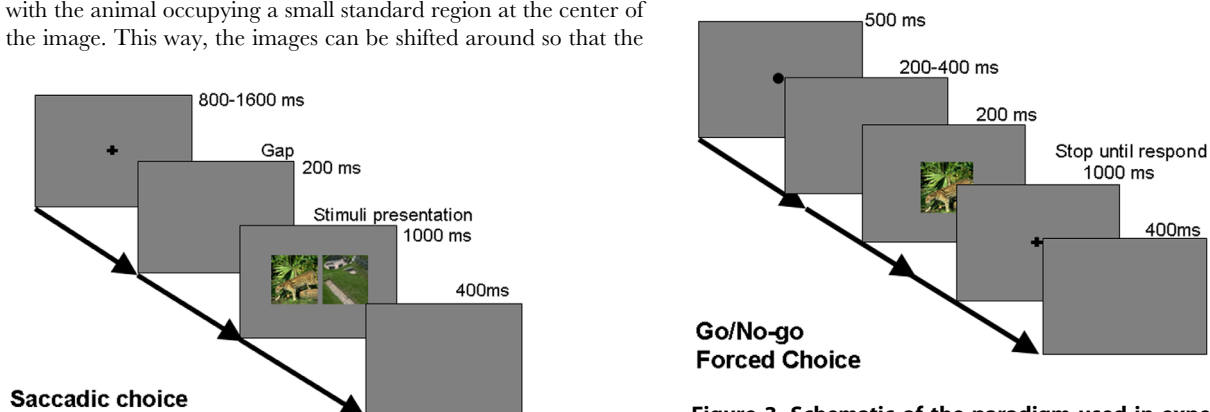 with the animal occupying a small standard region at the center of
the image. This way, the images can be shifted around so that the
800-1600 ms
Gap
200 ms
Stimuli presentation
1000 ms
400ms
Saccadic choice
500 ms
200-400 ms
200 ms
Stop until respond
1000 ms
400ms
Go/No-go
Forced Choice
Figure 3. Schematic of the paradigm used in